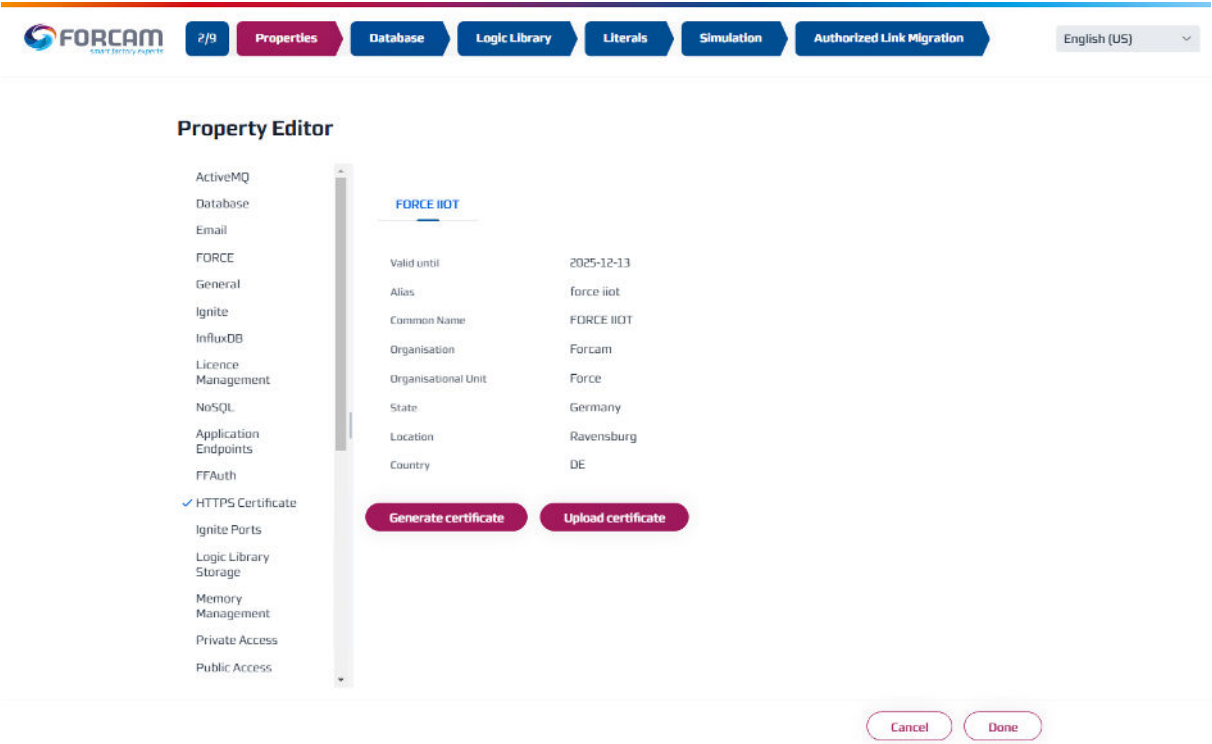 FORCAM
smart factory experts
2/9
Properties
Database
Logic Library
Literals
Simulation
Authorized Link Migration
English (US)
Property Editor
ActiveMQ
Database
Email
FORCE
General
Ignite
InfluxDB
Licence
Management
NoSQL
Application
Endpoints
FFAuth
HTTPS Certificate
Ignite Ports
Logic Library
Storage
Memory
Management
Private Access
Public Access
FORCE IIOT
Valid until 2025-12-13
Alias force iiot
Common Name FORCE IIOT
Organisation Forcam
Organisational Unit Force
State Germany
Location Ravensburg
Country DE
Generate certificate
Upload certificate
Cancel
Done